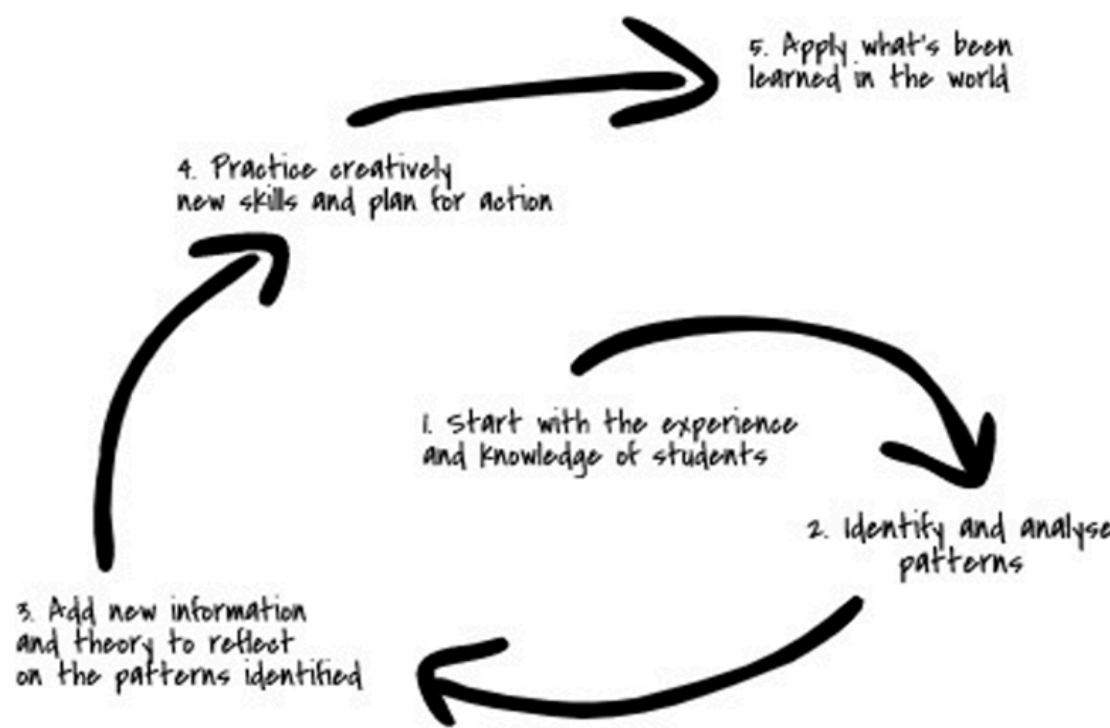 5. Apply what's been
learned in the world
4. Practice creatively
new skills and plan for action
1. Start with the experience
and knowledge of students
2. Identify and analyse
patterns
3. Add new information
and theory to reflect
on the patterns identified